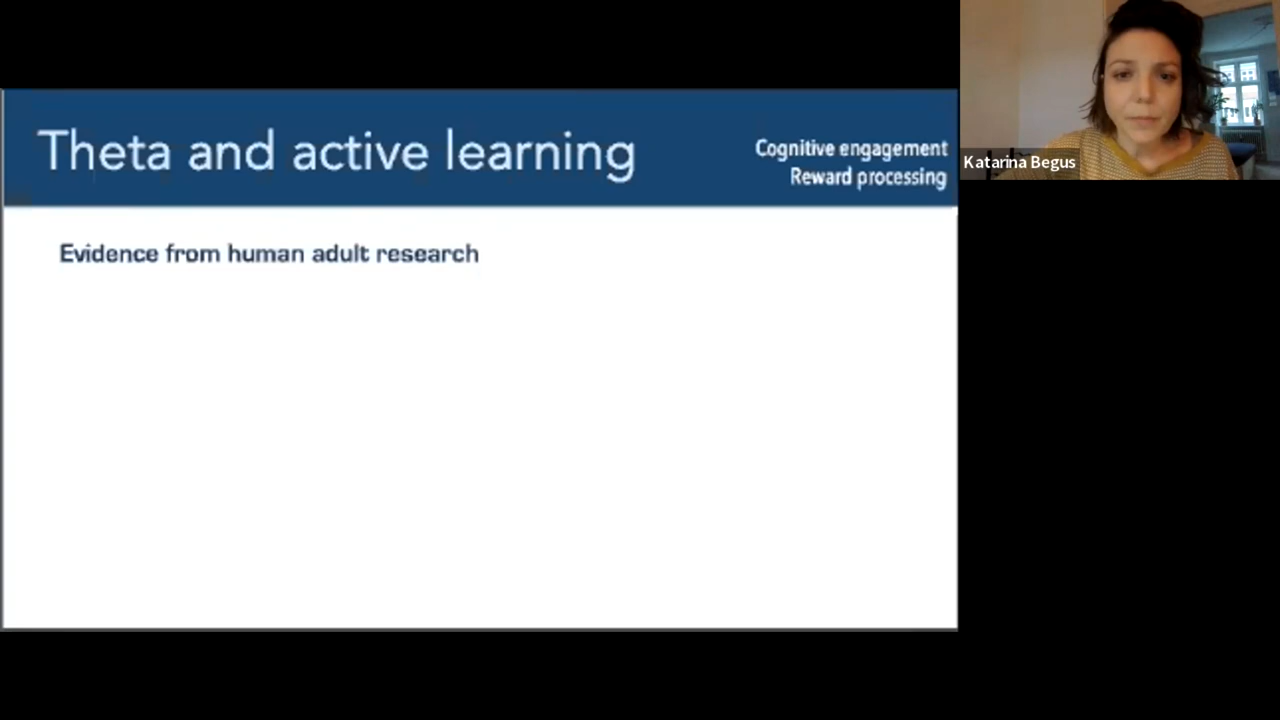 Theta and active learning
Cognitive engagement
Reward processing
Katarina Begus
Evidence from human adult research